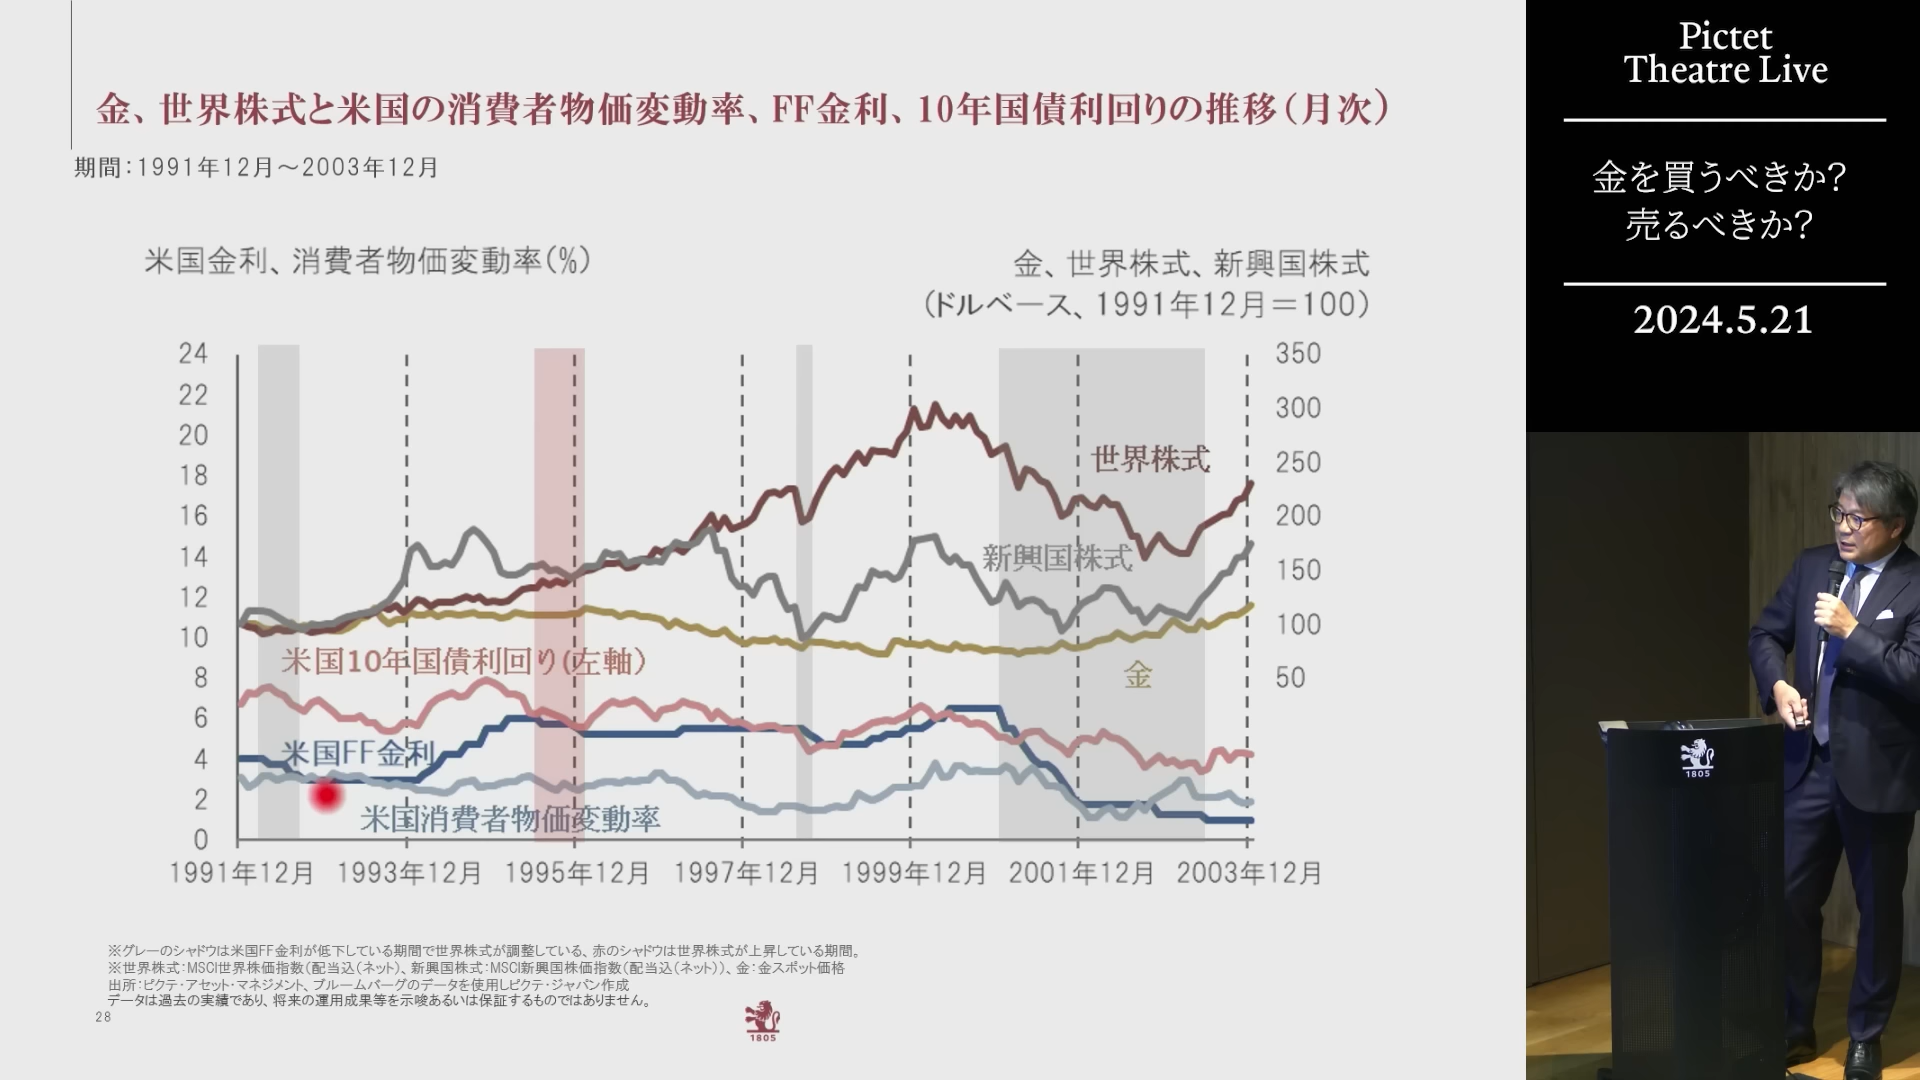 金、世界株式と米国の消費者物価変動率、FF金利、10年国債利回りの推移（月次）
期間：1991年12月～2003年12月
米国金利、消費者物価変動率（％）
金、世界株式、新興国株式
（ドルベース、1991年12月＝100）
24
22
20
18
16
14
12
10
8
6
4
2
0
350
300
250
200
150
100
50
世界株式
新興国株式
金
米国10年国債利回り(左軸)
米国FF金利
米国消費者物価変動率
1991年12月
1993年12月
1995年12月
1997年12月
1999年12月
2001年12月
2003年12月
※グレーのシャドウは米国FF金利が低下している期間で世界株式が調整している、赤のシャドウは世界株式が上昇している期間。
※世界株式：MSCI世界株価指数（配当込（ネット）、新興国株式：MSCI新興国株価指数（配当込（ネット））、金：金スポット価格
出所：ピクテ・アセット・マネジメント、ブルームバーグのデータを使用しピクテ・ジャパン作成
データは過去の実績であり、将来の運用成果等を示唆あるいは保証するものではありません。
28
1805
Pictet
Theatre Live
金を買うべきか？
売るべきか？
2024.5.21
1805